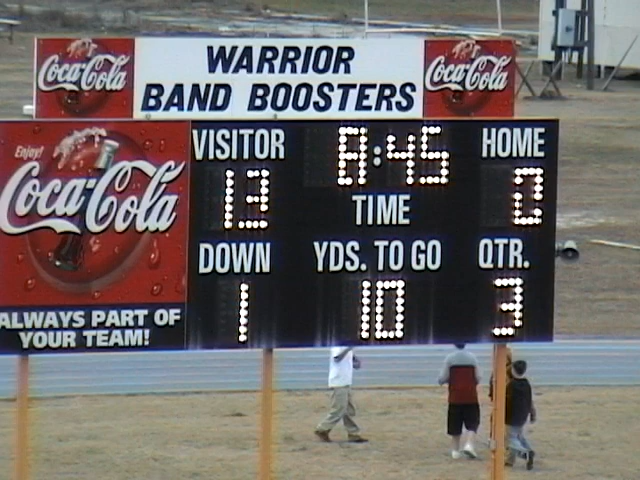 Coca-Cola
WARRIOR
BAND BOOSTERS
Coca-Cola
Enjoy!
Coca-Cola
ALWAYS PART OF
YOUR TEAM!
VISITOR 8:45 HOME
13 TIME 0
DOWN YDS. TO GO QTR.
1 10 3